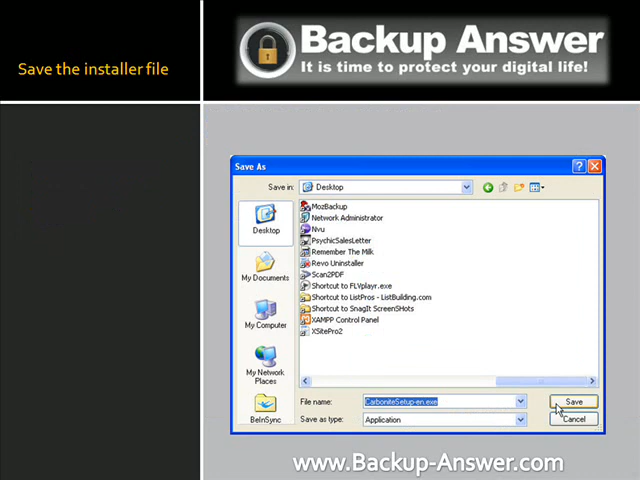 Save the installer file
Backup Answer
It is time to protect your digital life!
Save As
Save in:
Desktop
MozBackup
Network Administrator
Nvu
PsychicSalesLetter
Remember The Milk
Revo Uninstaller
Scan2PDF
Shortcut to FLVplayr.exe
Shortcut to ListPros - ListBuilding.com
Shortcut to SnagIt ScreenSHots
XAMPP Control Panel
XSitePro2
Desktop
My Documents
My Computer
My Network
Places
BeInSync
File name:
CarboniteSetup-en.exe
Save
Save as type:
Application
Cancel
www.Backup-Answer.com